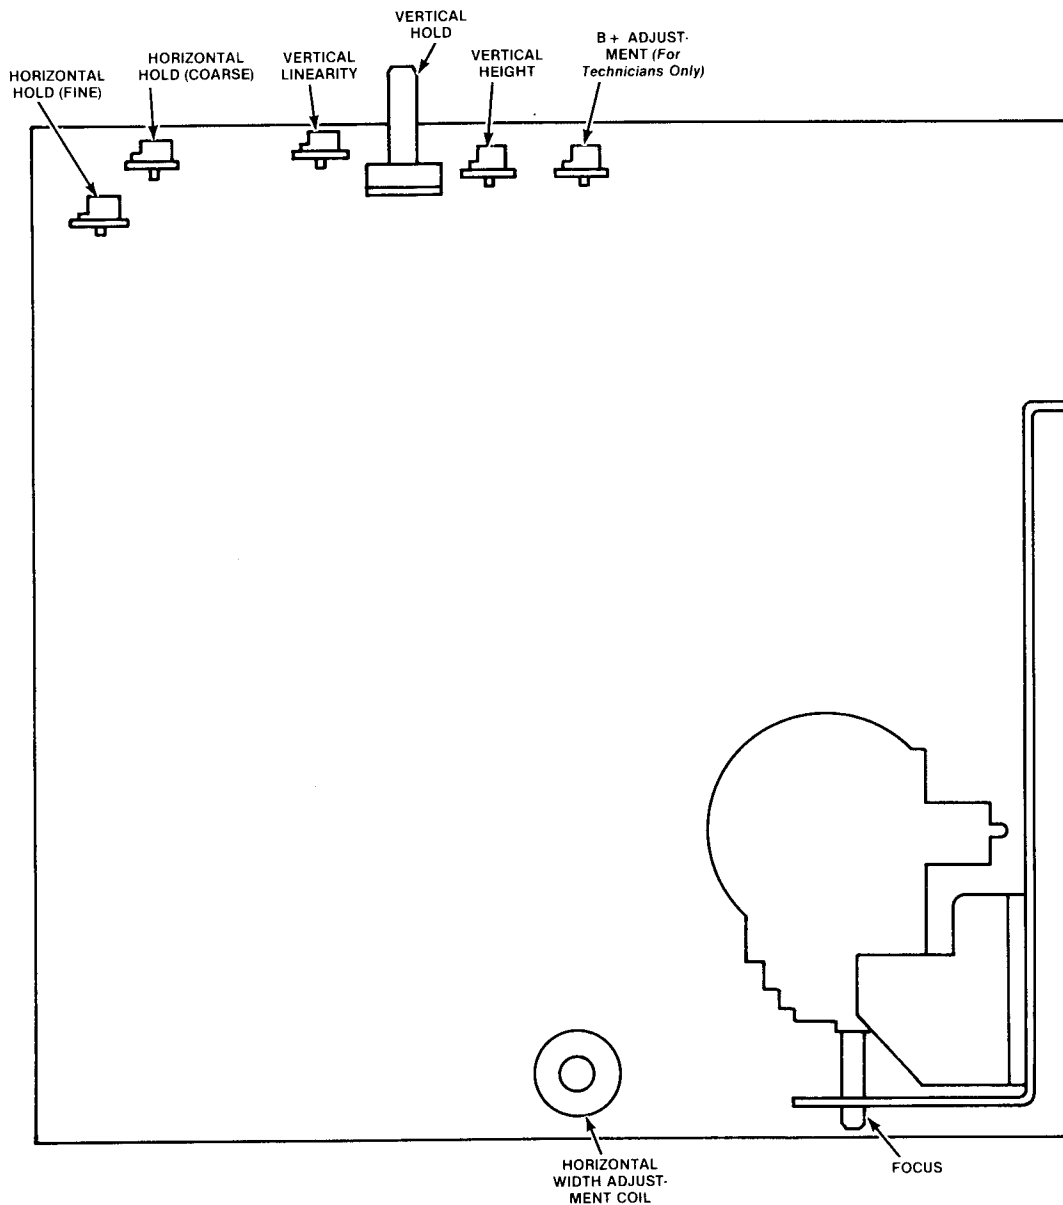 VERTICAL
HOLD
B + ADJUST-
MENT (For
Technicians Only)
HORIZONTAL
HOLD (COARSE)
VERTICAL
LINEARITY
VERTICAL
HEIGHT
HORIZONTAL
HOLD (FINE)
HORIZONTAL
WIDTH ADJUST-
MENT COIL
FOCUS